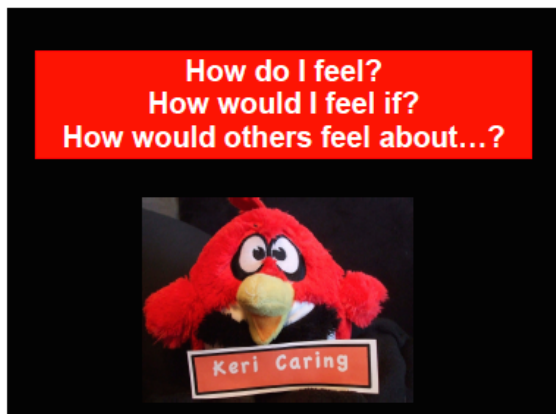 How do I feel?
How would I feel if?
How would others feel about…?
Keri Caring